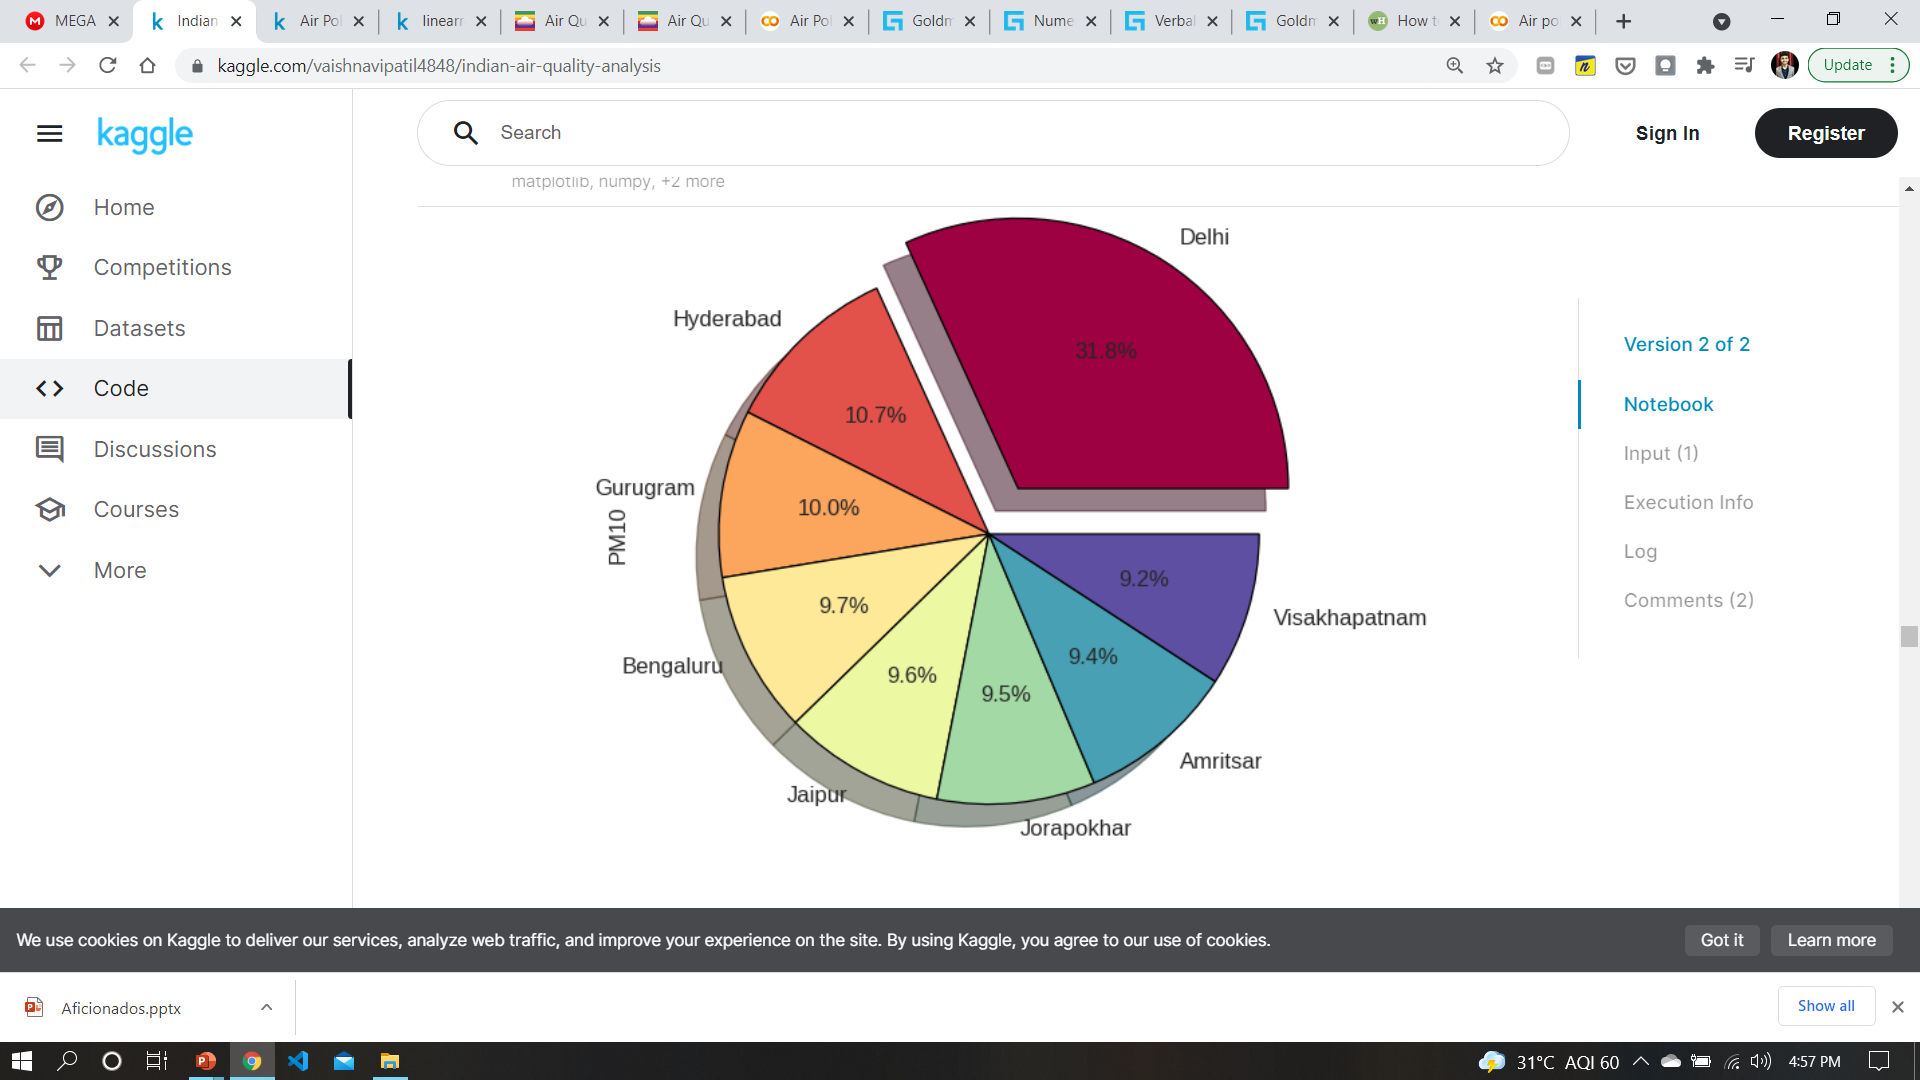 MEGA
Indian
Air Pol
linearr
Air Qu
Air Qu
Air Pol
Goldm
Nume
Verbal
Goldm
How t
Air po
kaggle.com/vaishnavipatil4848/indian-air-quality-analysis
Update
kaggle
Search
Sign In
Register
Home
Competitions
Datasets
Code
Discussions
Courses
More
matplotlib, numpy, +2 more
Delhi
31.8%
Hyderabad
10.7%
Gurugram
10.0%
PM10
9.7%
Bengaluru
9.6%
Jaipur
9.5%
Jorapokhar
9.4%
Amritsar
9.2%
Visakhapatnam
Version 2 of 2
Notebook
Input (1)
Execution Info
Log
Comments (2)
We use cookies on Kaggle to deliver our services, analyze web traffic, and improve your experience on the site. By using Kaggle, you agree to our use of cookies.
Got it
Learn more
Aficionados.pptx
Show all
31°C AQI 60
4:57 PM